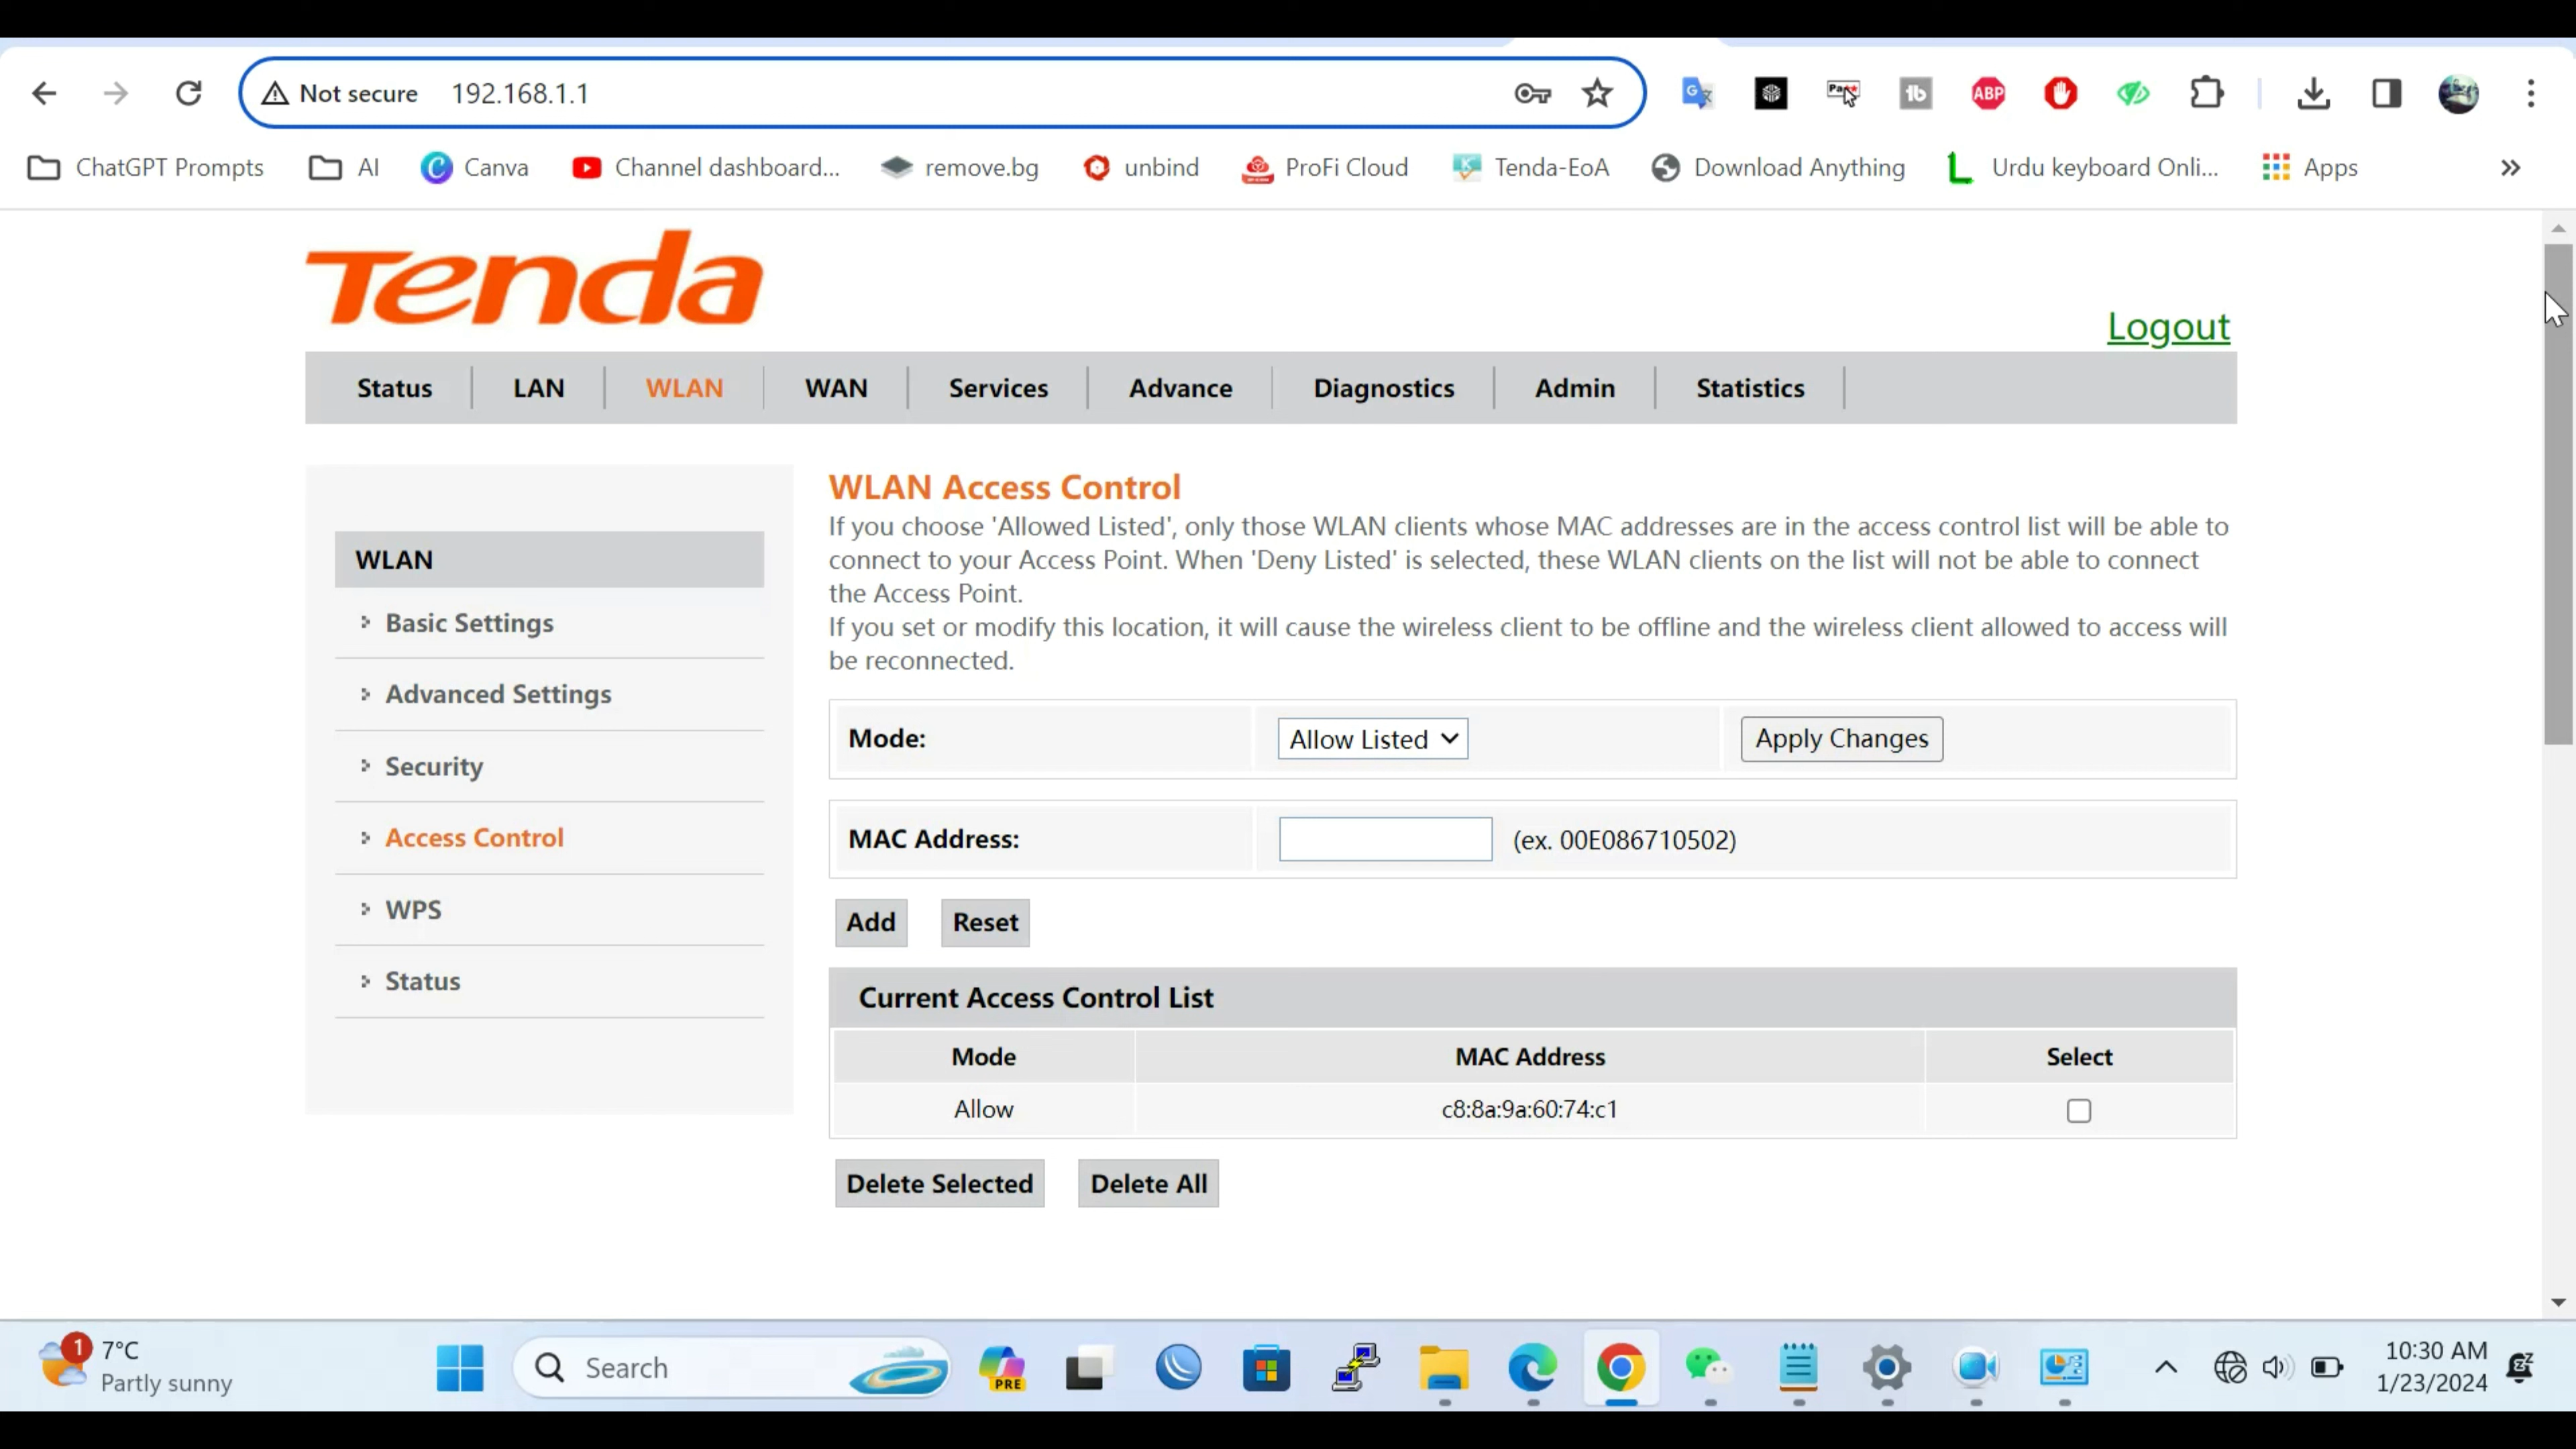 Not secure 192.168.1.1
ABP
ChatGPT Prompts AI Canva Channel dashboard... remove.bg unbind ProFi Cloud Tenda-EoA Download Anything Urdu keyboard Onli... Apps »
Tenda
Logout
Status LAN WLAN WAN Services Advance Diagnostics Admin Statistics
WLAN
Basic Settings
Advanced Settings
Security
Access Control
WPS
Status
WLAN Access Control
If you choose 'Allowed Listed', only those WLAN clients whose MAC addresses are in the access control list will be able to
connect to your Access Point. When 'Deny Listed' is selected, these WLAN clients on the list will not be able to connect
the Access Point.
If you set or modify this location, it will cause the wireless client to be offline and the wireless client allowed to access will
be reconnected.
Mode: Allow Listed Apply Changes
MAC Address: (ex. 00E086710502)
Add Reset
Current Access Control List
Mode MAC Address Select
Allow c8:8a:9a:60:74:c1
Delete Selected Delete All
1 7°C
Partly sunny
Search
PRE
10:30 AM
1/23/2024